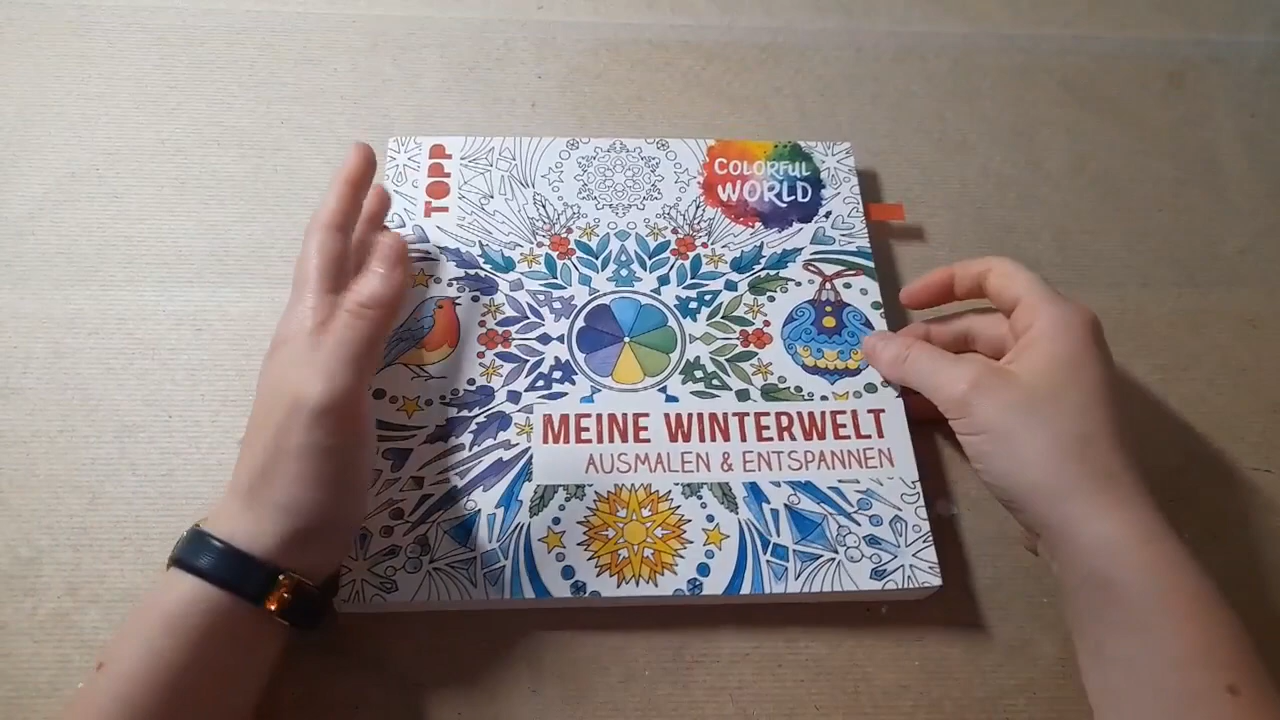 TOPP
COLORFUL
WORLD
MEINE WINTERWELT
AUSMALEN & ENTSPANNEN